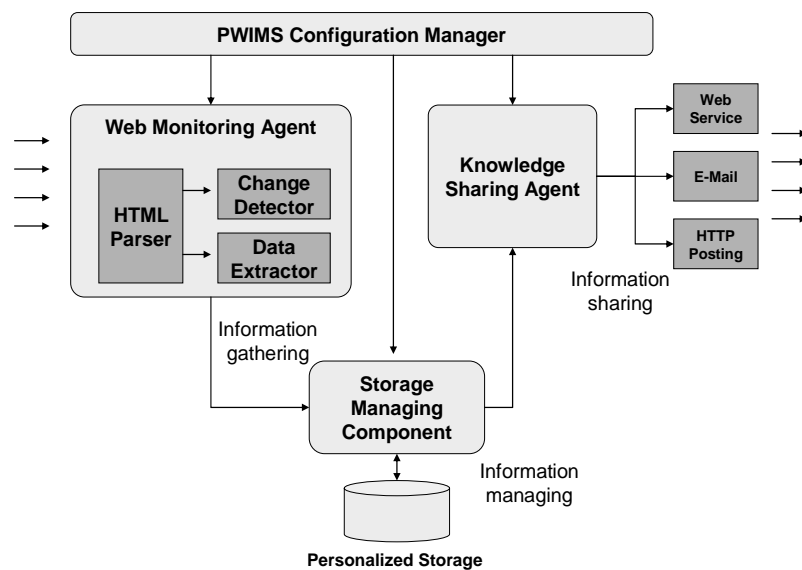 PWIMS Configuration Manager
Web Monitoring Agent
HTML
Parser
Change
Detector
Data
Extractor
Knowledge
Sharing Agent
Web
Service
E-Mail
HTTP
Posting
Information
gathering
Information
sharing
Storage
Managing
Component
Information
managing
Personalized Storage